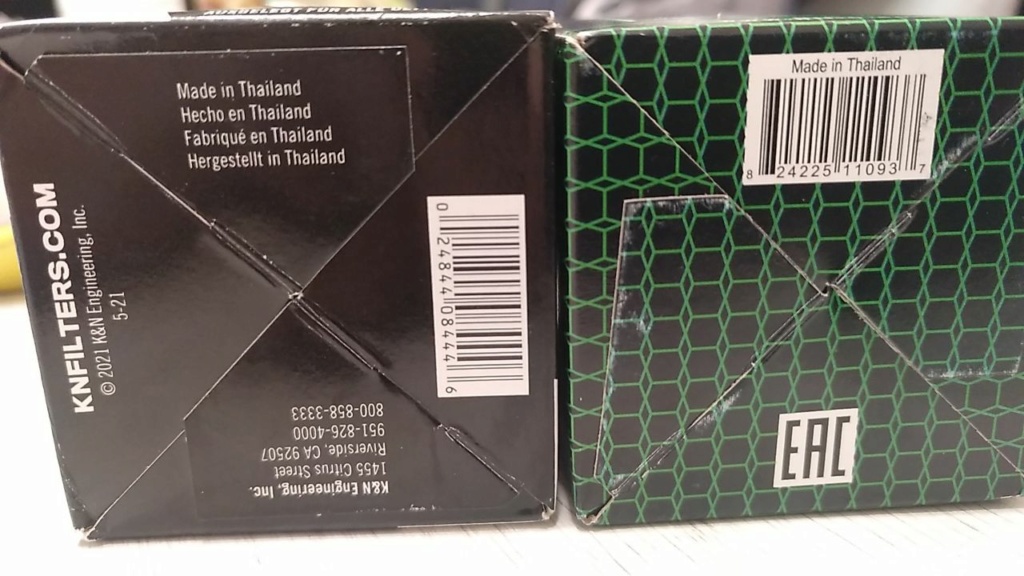 Made in Thailand
Hecho en Thailand
Fabriqué en Thailand
Hergestellt in Thailand
KNFILTERS.COM
© 2021 K&N Engineering, Inc.
5-21
0 24844 08444 6
K&N Engineering, Inc.
1455 Citrus Street
Riverside, CA 92507
951-826-4000
800-858-3333
Made in Thailand
8 24225 11093 7
EAC